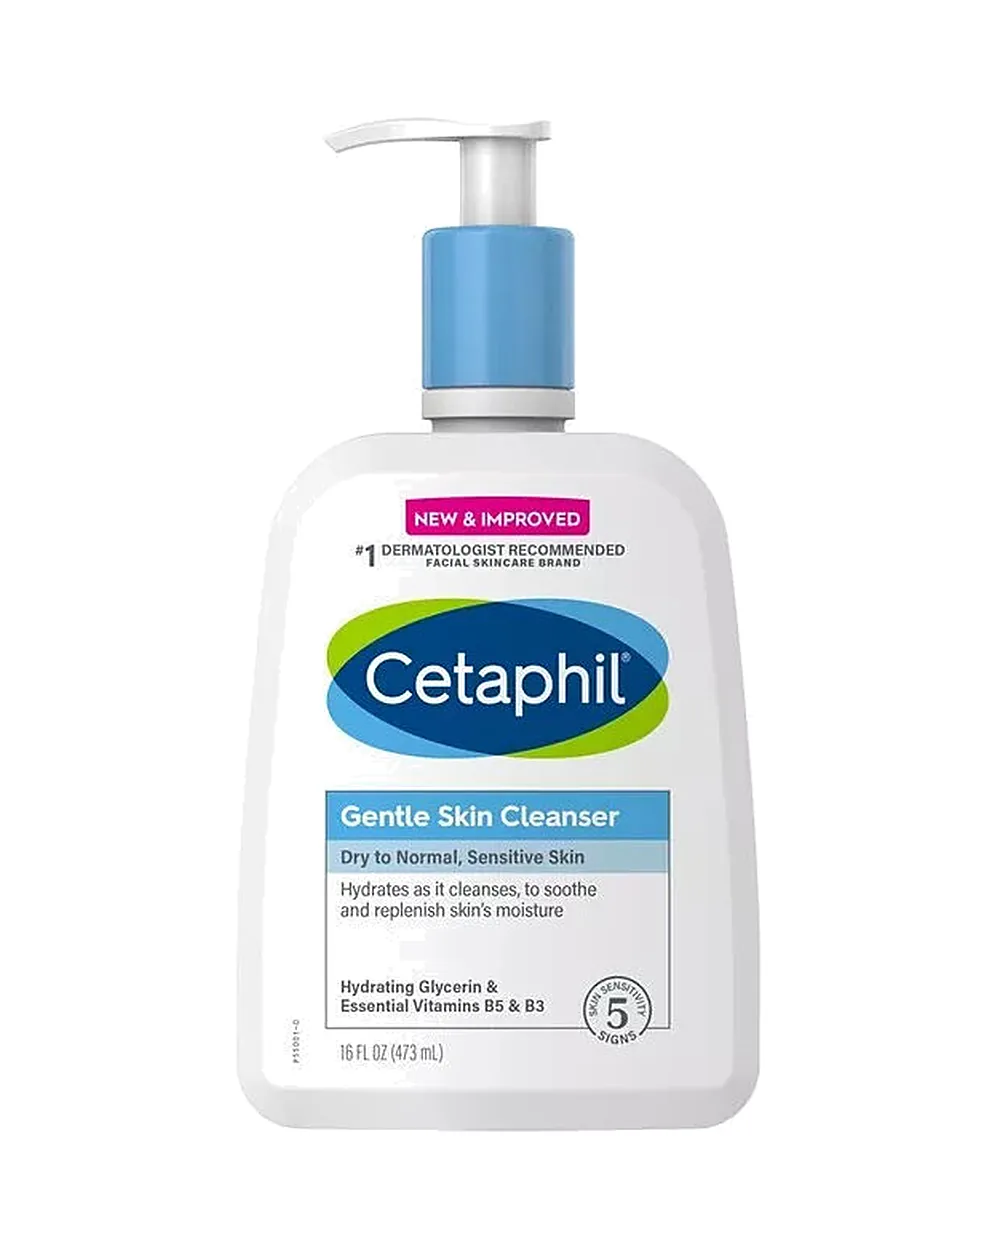 NEW & IMPROVED
#1 DERMATOLOGIST RECOMMENDED
FACIAL SKINCARE BRAND
Cetaphil®
Gentle Skin Cleanser
Dry to Normal, Sensitive Skin
Hydrates as it cleanses, to soothe
and replenish skin's moisture
Hydrating Glycerin &
Essential Vitamins B5 & B3
SKIN SENSITIVITY
5
SIGNS
16 FL OZ (473 mL)